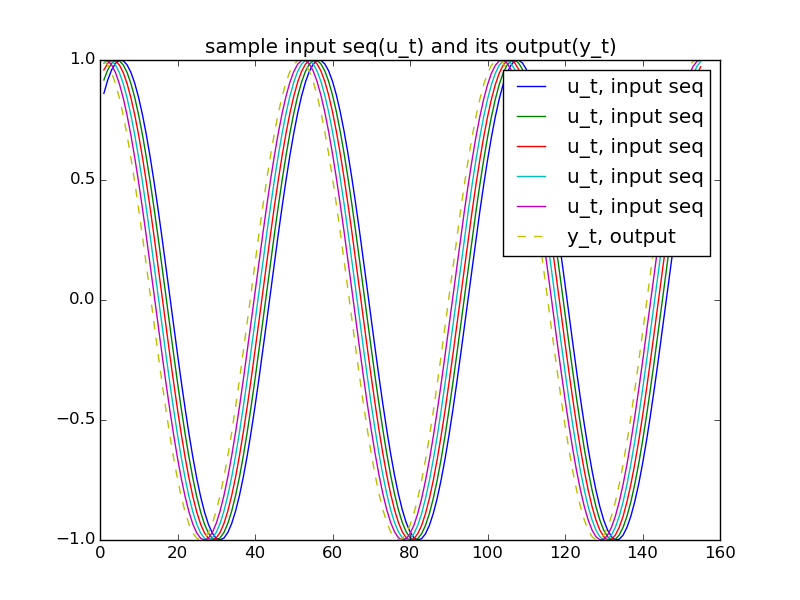 sample input seq(u_t) and its output(y_t)
1.0
0.5
0.0
−0.5
−1.0
u_t, input seq
u_t, input seq
u_t, input seq
u_t, input seq
u_t, input seq
y_t, output
0 20 40 60 80 100 120 140 160